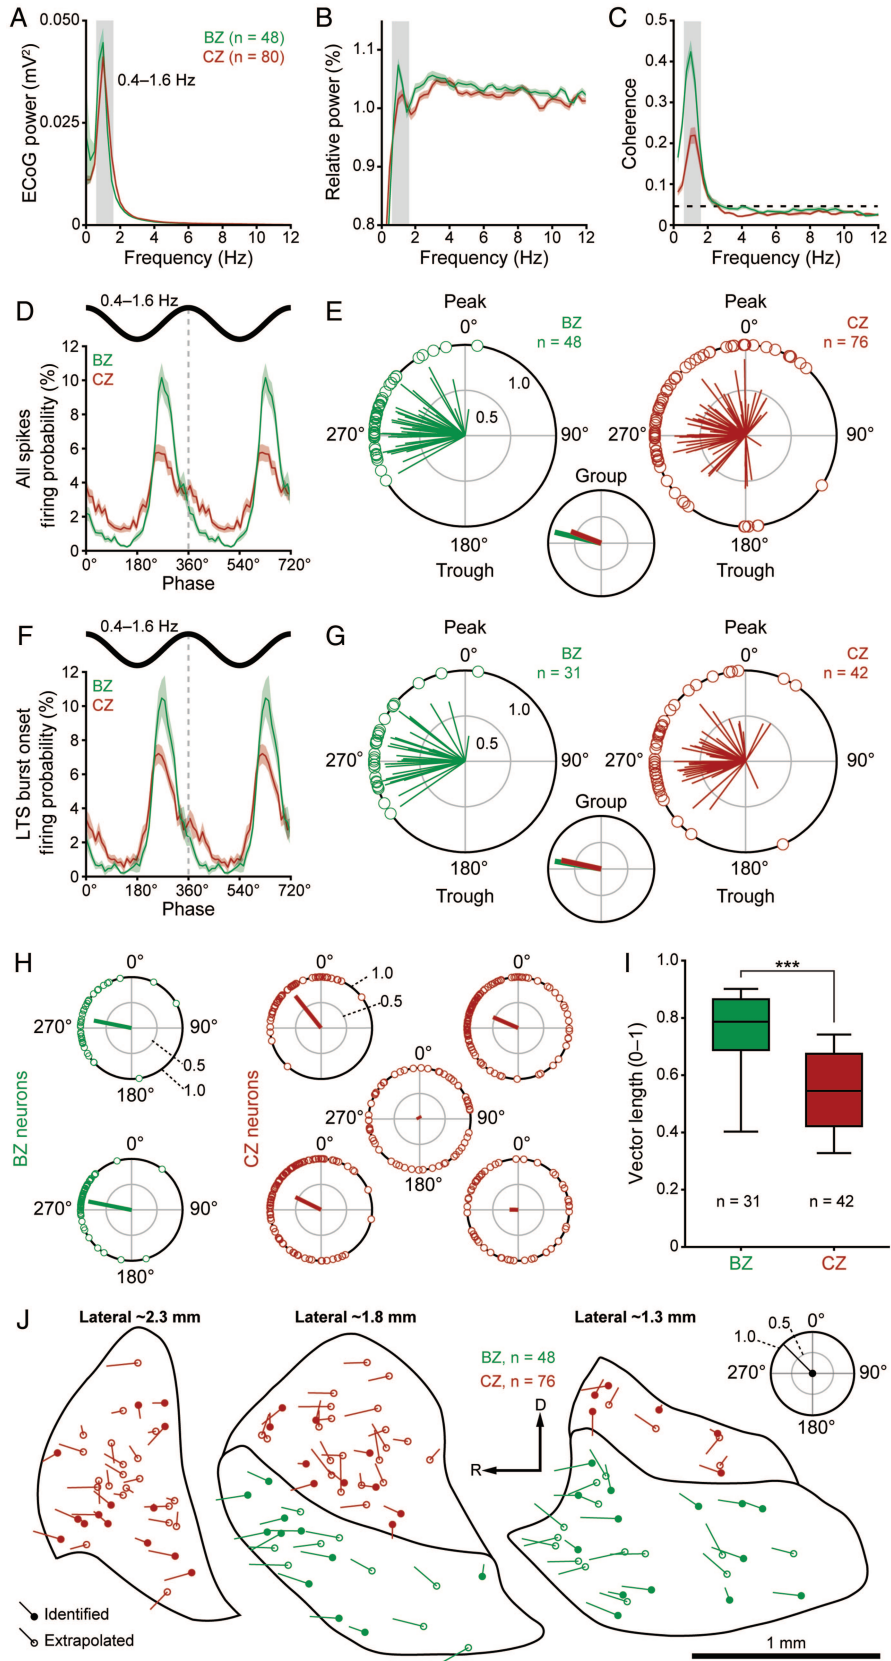 A
ECoG power (mV²)
0.050
0.025
0
0 2 4 6 8 10 12
Frequency (Hz)
BZ (n = 48)
CZ (n = 80)
0.4–1.6 Hz
B
Relative power (%)
1.1
1.0
0.9
0.8
0 2 4 6 8 10 12
Frequency (Hz)
C
Coherence
0.5
0.4
0.3
0.2
0.1
0
0 2 4 6 8 10 12
Frequency (Hz)
D
0.4–1.6 Hz
All spikes
firing probability (%)
12
10
8
6
4
2
0
BZ
CZ
0° 180° 360° 540° 720°
Phase
E
Peak
0°
BZ
n = 48
1.0
0.5
270°
90°
180°
Trough
Group
Peak
0°
CZ
n = 76
270°
90°
180°
Trough
F
0.4–1.6 Hz
LTS burst onset
firing probability (%)
12
10
8
6
4
2
0
BZ
CZ
0° 180° 360° 540° 720°
Phase
G
Peak
0°
BZ
n = 31
1.0
0.5
270°
90°
180°
Trough
Group
Peak
0°
CZ
n = 42
270°
90°
180°
Trough
H
BZ neurons
0°
270°
90°
0.5
1.0
180°
0°
270°
90°
180°
CZ neurons
0°
1.0
0.5
0°
0°
270°
90°
180°
0°
0°
I
Vector length (0–1)
1.0
0.8
0.6
0.4
0.2
0
***
n = 31
n = 42
BZ
CZ
J
Lateral ~2.3 mm
Lateral ~1.8 mm
Lateral ~1.3 mm
BZ, n = 48
CZ, n = 76
D
R
0.5
1.0
0°
270°
90°
180°
Identified
Extrapolated
1 mm